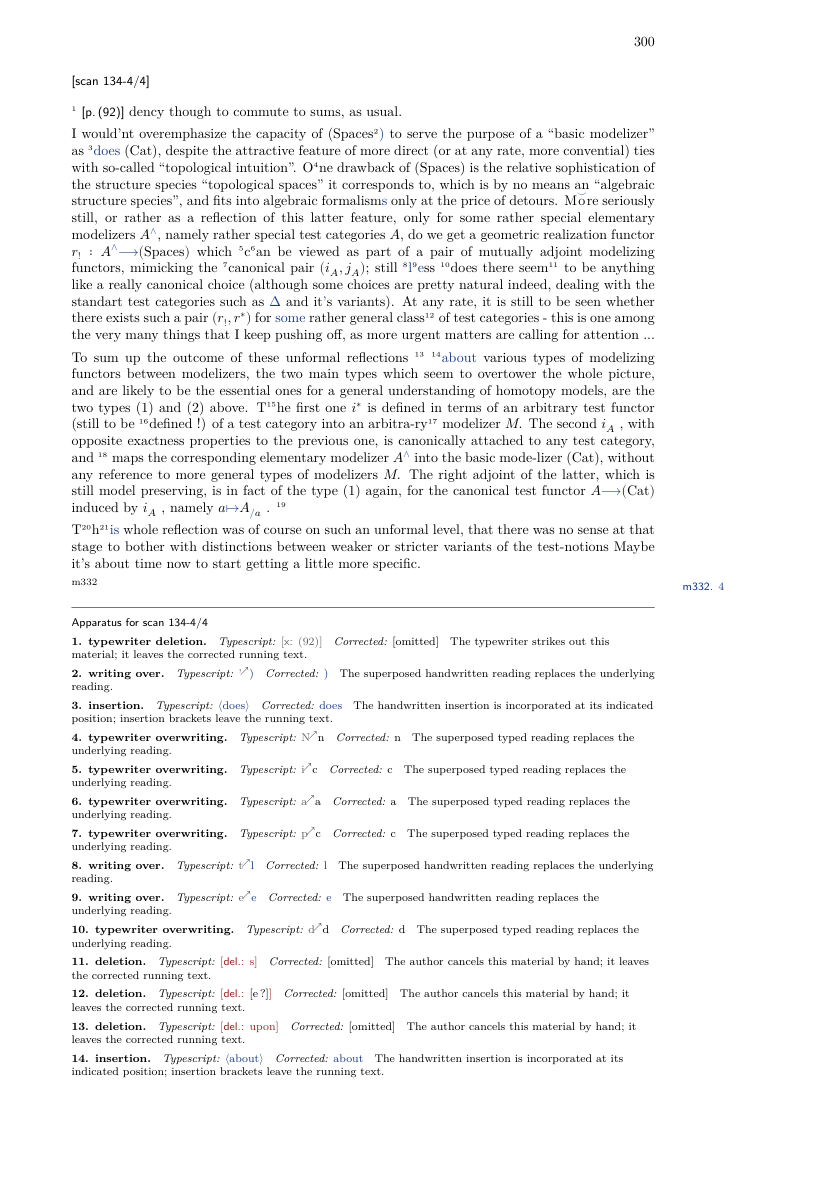 300
[scan 134-4/4]
¹ [p. (92)] dency though to commute to sums, as usual.
I would'nt overemphasize the capacity of (Spaces²) to serve the purpose of a “basic modelizer”
as ³does (Cat), despite the attractive feature of more direct (or at any rate, more convential) ties
with so-called “topological intuition”. O⁴ne drawback of (Spaces) is the relative sophistication of
the structure species “topological spaces” it corresponds to, which is by no means an “algebraic
structure species”, and fits into algebraic formalisms only at the price of detours. More seriously
still, or rather as a reflection of this latter feature, only for some rather special elementary
modelizers A^, namely rather special test categories A, do we get a geometric realization functor
r_! : A^⟶(Spaces) which ⁵c⁶an be viewed as part of a pair of mutually adjoint modelizing
functors, mimicking the ⁷canonical pair (i_A, j_A); still ⁸l⁹ess ¹⁰does there seem¹¹ to be anything
like a really canonical choice (although some choices are pretty natural indeed, dealing with the
standart test categories such as Δ and it's variants). At any rate, it is still to be seen whether
there exists such a pair (r_!, r*) for some rather general class¹² of test categories - this is one among
the very many things that I keep pushing off, as more urgent matters are calling for attention ...
To sum up the outcome of these unformal reflections ¹³ ¹⁴about various types of modelizing
functors between modelizers, the two main types which seem to overtower the whole picture,
and are likely to be the essential ones for a general understanding of homotopy models, are the
two types (1) and (2) above. T¹⁵he first one i* is defined in terms of an arbitrary test functor
(still to be ¹⁶defined !) of a test category into an arbitra-ry¹⁷ modelizer M. The second i_A , with
opposite exactness properties to the previous one, is canonically attached to any test category,
and ¹⁸ maps the corresponding elementary modelizer A^ into the basic mode-lizer (Cat), without
any reference to more general types of modelizers M. The right adjoint of the latter, which is
still model preserving, is in fact of the type (1) again, for the canonical test functor A⟶(Cat)
induced by i_A , namely a↦A_/a . ¹⁹
T²⁰h²¹is whole reflection was of course on such an unformal level, that there was no sense at that
stage to bother with distinctions between weaker or stricter variants of the test-notions Maybe
it's about time now to start getting a little more specific.
m332
m332. 4
Apparatus for scan 134-4/4
1. typewriter deletion. Typescript: [x: (92)] Corrected: [omitted] The typewriter strikes out this
material; it leaves the corrected running text.
2. writing over. Typescript: ↗) Corrected: ) The superposed handwritten reading replaces the underlying
reading.
3. insertion. Typescript: ⟨does⟩ Corrected: does The handwritten insertion is incorporated at its indicated
position; insertion brackets leave the running text.
4. typewriter overwriting. Typescript: N↗n Corrected: n The superposed typed reading replaces the
underlying reading.
5. typewriter overwriting. Typescript: i↗c Corrected: c The superposed typed reading replaces the
underlying reading.
6. typewriter overwriting. Typescript: a↗a Corrected: a The superposed typed reading replaces the
underlying reading.
7. typewriter overwriting. Typescript: p↗c Corrected: c The superposed typed reading replaces the
underlying reading.
8. writing over. Typescript: t↗l Corrected: l The superposed handwritten reading replaces the underlying
reading.
9. writing over. Typescript: e↗e Corrected: e The superposed handwritten reading replaces the
underlying reading.
10. typewriter overwriting. Typescript: d↗d Corrected: d The superposed typed reading replaces the
underlying reading.
11. deletion. Typescript: [del.: s] Corrected: [omitted] The author cancels this material by hand; it leaves
the corrected running text.
12. deletion. Typescript: [del.: [e ?]] Corrected: [omitted] The author cancels this material by hand; it
leaves the corrected running text.
13. deletion. Typescript: [del.: upon] Corrected: [omitted] The author cancels this material by hand; it
leaves the corrected running text.
14. insertion. Typescript: ⟨about⟩ Corrected: about The handwritten insertion is incorporated at its
indicated position; insertion brackets leave the running text.